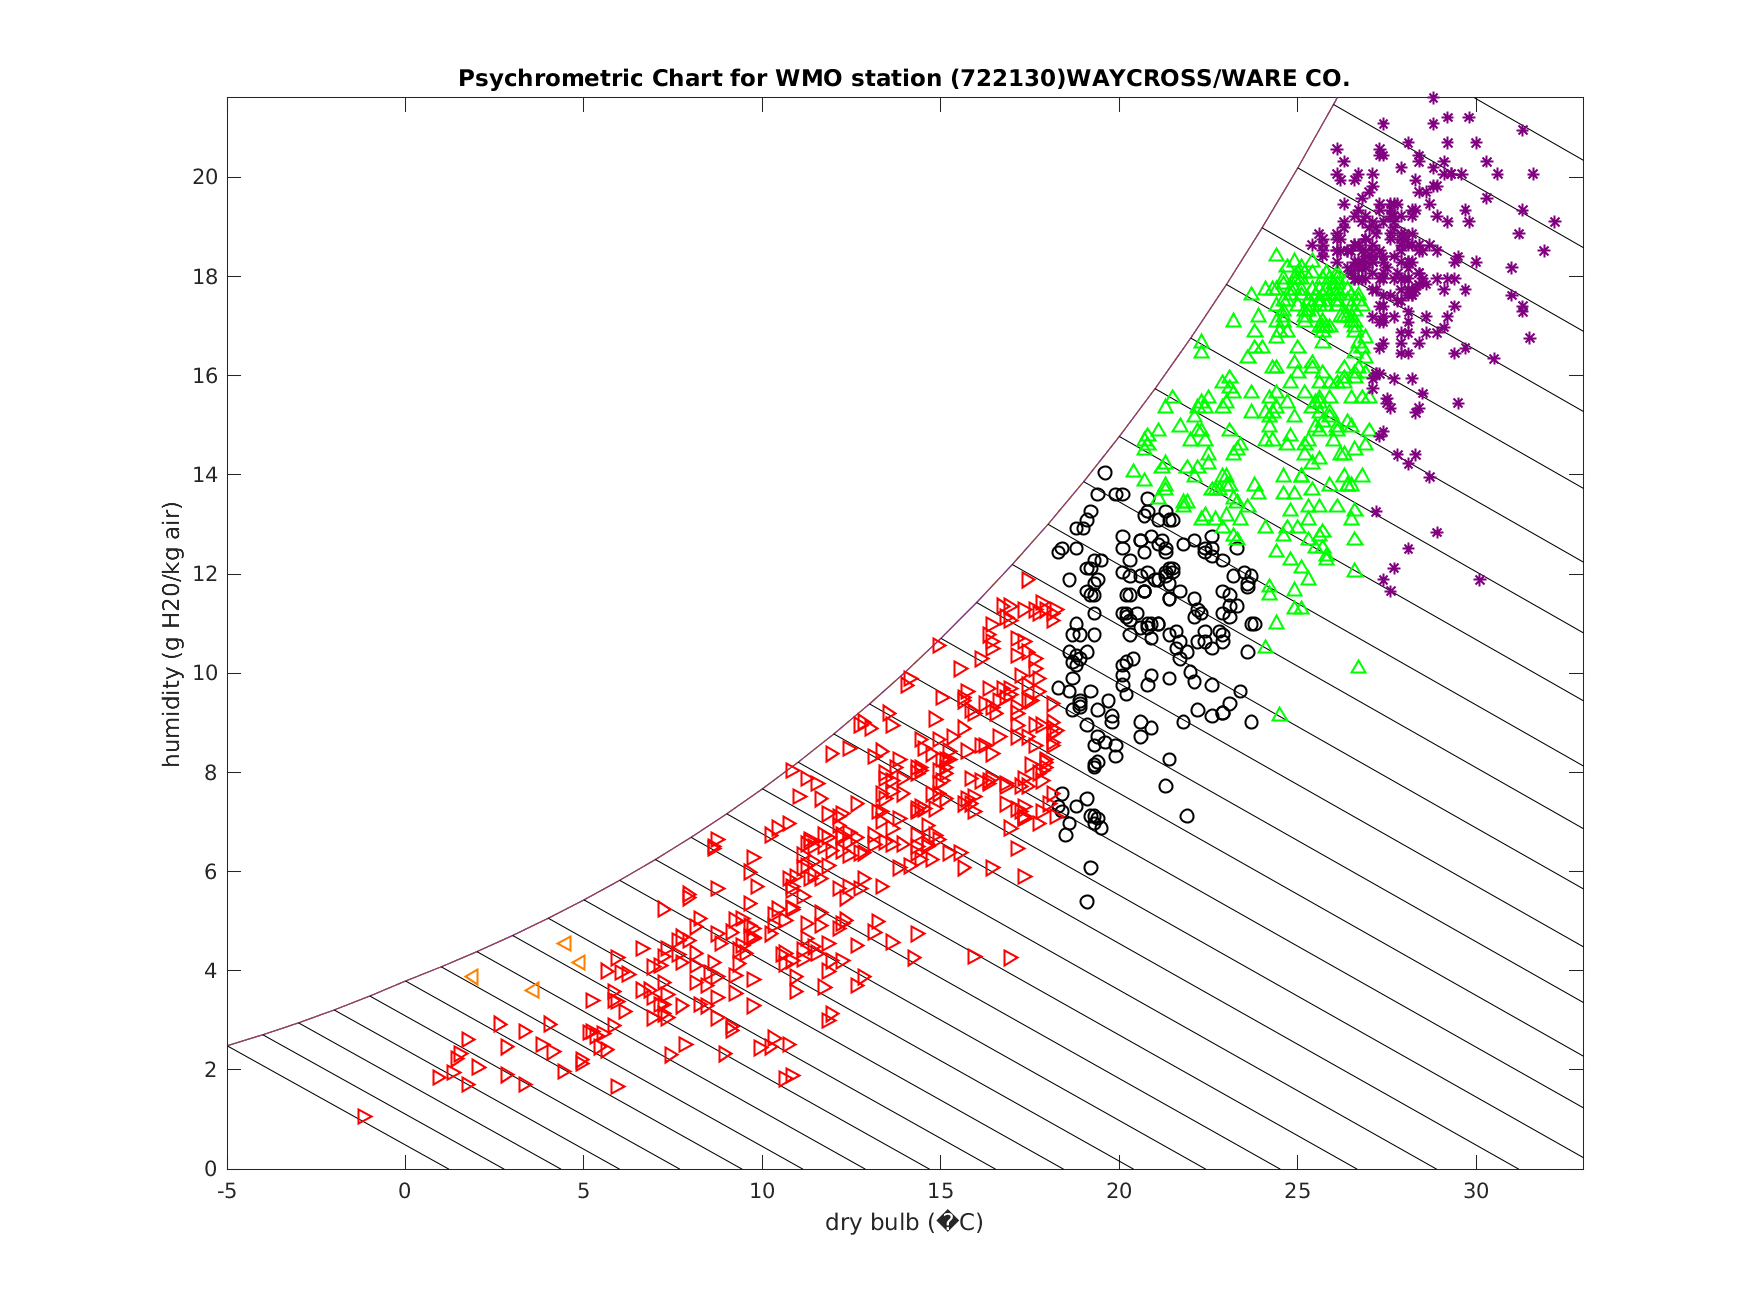 Psychrometric Chart for WMO station (722130)WAYCROSS/WARE CO.
20
18
16
14
12
10
8
6
4
2
0
humidity (g H20/kg air)
-5 0 5 10 15 20 25 30
dry bulb (�C)